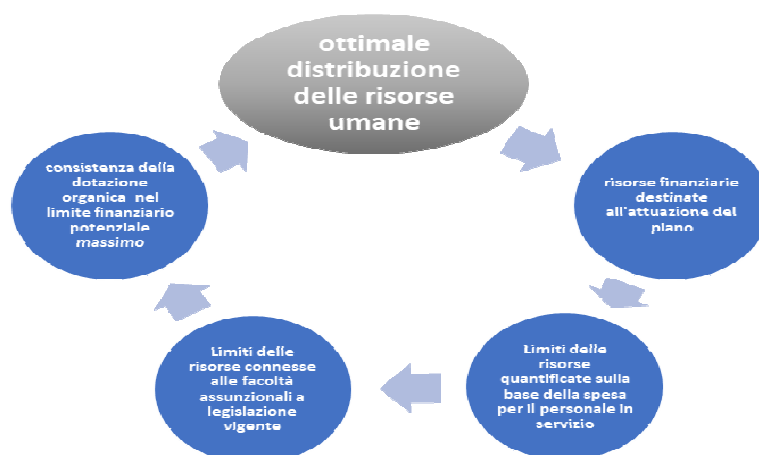 ottimale
distribuzione
delle risorse
umane
risorse finanziarie
destinate
all'attuazione del
piano
Limiti delle
risorse
quantificate sulla
base della spesa
per il personale in
servizio
Limiti delle
risorse connesse
alle facoltà
assunzionali a
legislazione
vigente
consistenza della
dotazione
organica nel
limite finanziario
potenziale
massimo